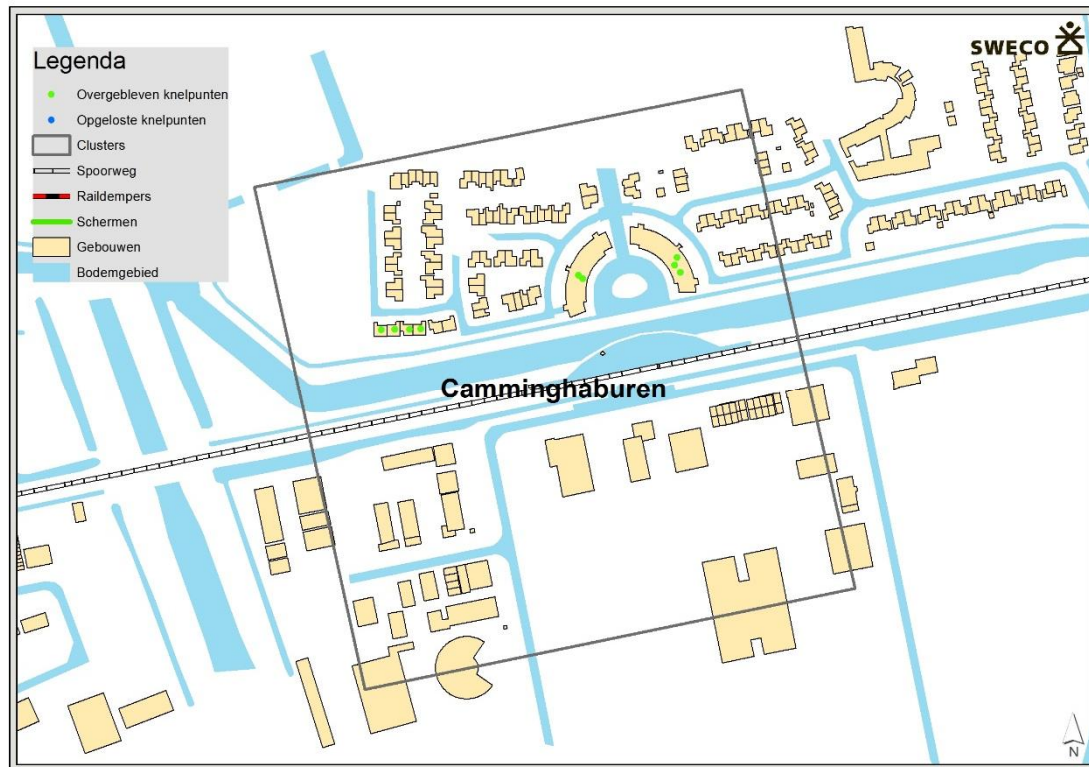 Legenda
Overgebleven knelpunten
Opgeloste knelpunten
Clusters
Spoorweg
Raildempers
Schermen
Gebouwen
Bodemgebied
SWECO
Camminghaburen
N